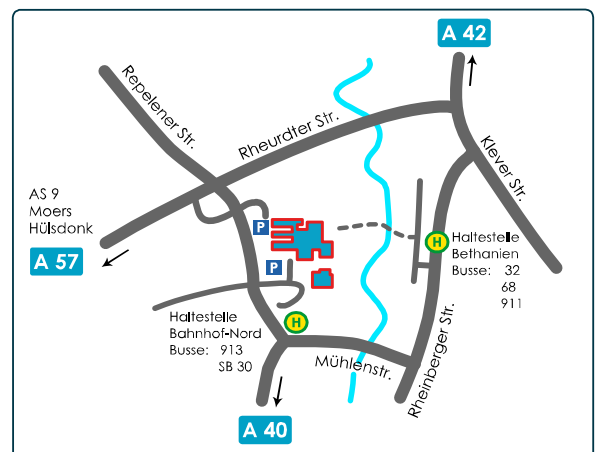 A 42
Repelener Str.
Rheurdter Str.
Klever Str.
AS 9
Moers
Hülsdonk
A 57
P
P
H
Haltestelle
Bethanien
Busse: 32
68
911
H
Haltestelle
Bahnhof-Nord
Busse: 913
SB 30
Mühlenstr.
Rheinberger Str.
A 40